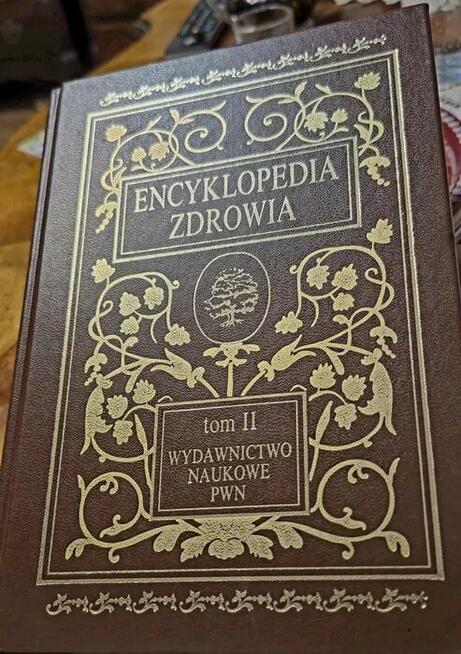 ENCYKLOPEDIA
ZDROWIA
tom II
WYDAWNICTWO
NAUKOWE
PWN